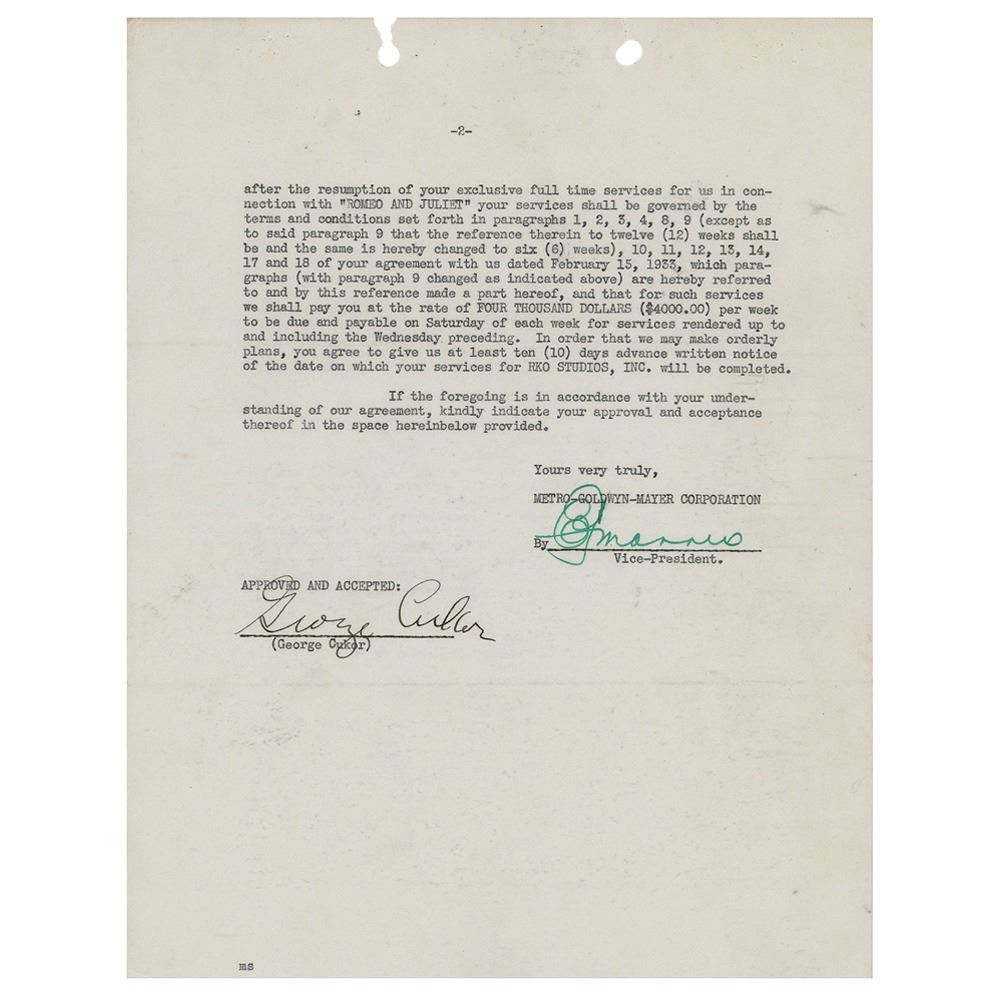 -2-
after the resumption of your exclusive full time services for us in con-
nection with "ROMEO AND JULIET" your services shall be governed by the
terms and conditions set forth in paragraphs 1, 2, 3, 4, 8, 9 (except as
to said paragraph 9 that the reference therein to twelve (12) weeks shall
be and the same is hereby changed to six (6) weeks), 10, 11, 12, 13, 14,
17 and 18 of your agreement with us dated February 15, 1933, which para-
graphs (with paragraph 9 changed as indicated above) are hereby referred
to and by this reference made a part hereof, and that for such services
we shall pay you at the rate of FOUR THOUSAND DOLLARS ($4000.00) per week
to be due and payable on Saturday of each week for services rendered up to
and including the Wednesday preceding. In order that we may make orderly
plans, you agree to give us at least ten (10) days advance written notice
of the date on which your services for RKO STUDIOS, INC. will be completed.
If the foregoing is in accordance with your under-
standing of our agreement, kindly indicate your approval and acceptance
thereof in the space hereinbelow provided.
Yours very truly,
METRO-GOLDWYN-MAYER CORPORATION
By EJMannix
Vice-President.
APPROVED AND ACCEPTED:
George Cukor
(George Cukor)
ms